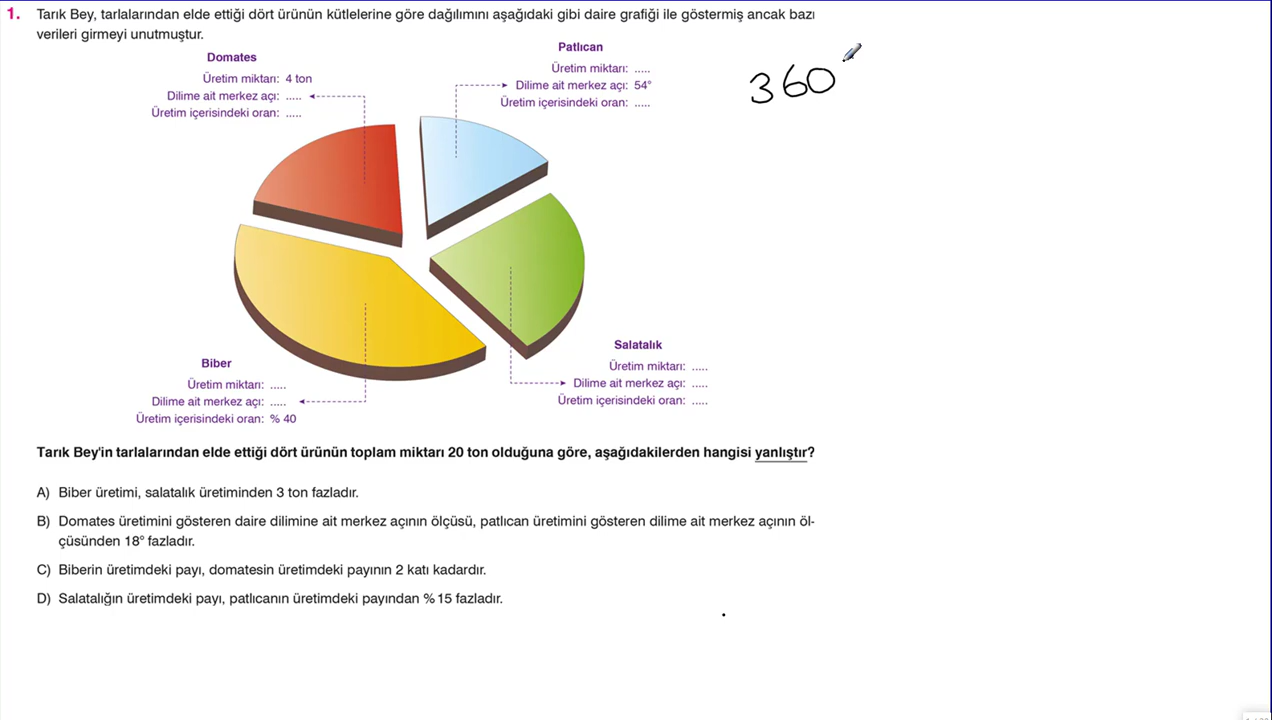 1. Tarık Bey, tarlalarından elde ettiği dört ürünün kütlelerine göre dağılımını aşağıdaki gibi daire grafiği ile göstermiş ancak bazı
verileri girmeyi unutmuştur.
Domates
Üretim miktarı: 4 ton
Dilime ait merkez açı: .....
Üretim içerisindeki oran: .....
Patlıcan
Üretim miktarı: .....
Dilime ait merkez açı: 54°
Üretim içerisindeki oran: .....
360
Biber
Üretim miktarı: .....
Dilime ait merkez açı: .....
Üretim içerisindeki oran: % 40
Salatalık
Üretim miktarı: .....
Dilime ait merkez açı: .....
Üretim içerisindeki oran: .....
Tarık Bey'in tarlalarından elde ettiği dört ürünün toplam miktarı 20 ton olduğuna göre, aşağıdakilerden hangisi yanlıştır?
A) Biber üretimi, salatalık üretiminden 3 ton fazladır.
B) Domates üretimini gösteren daire dilimine ait merkez açının ölçüsü, patlıcan üretimini gösteren dilime ait merkez açının öl-
çüsünden 18° fazladır.
C) Biberin üretimdeki payı, domatesin üretimdeki payının 2 katı kadardır.
D) Salatalığın üretimdeki payı, patlıcanın üretimdeki payından % 15 fazladır.